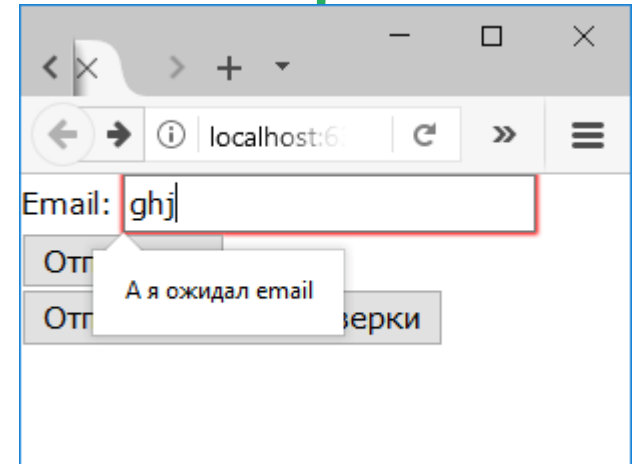 localhost:6
Email: ghj
Отп
А я ожидал email
Отп верки